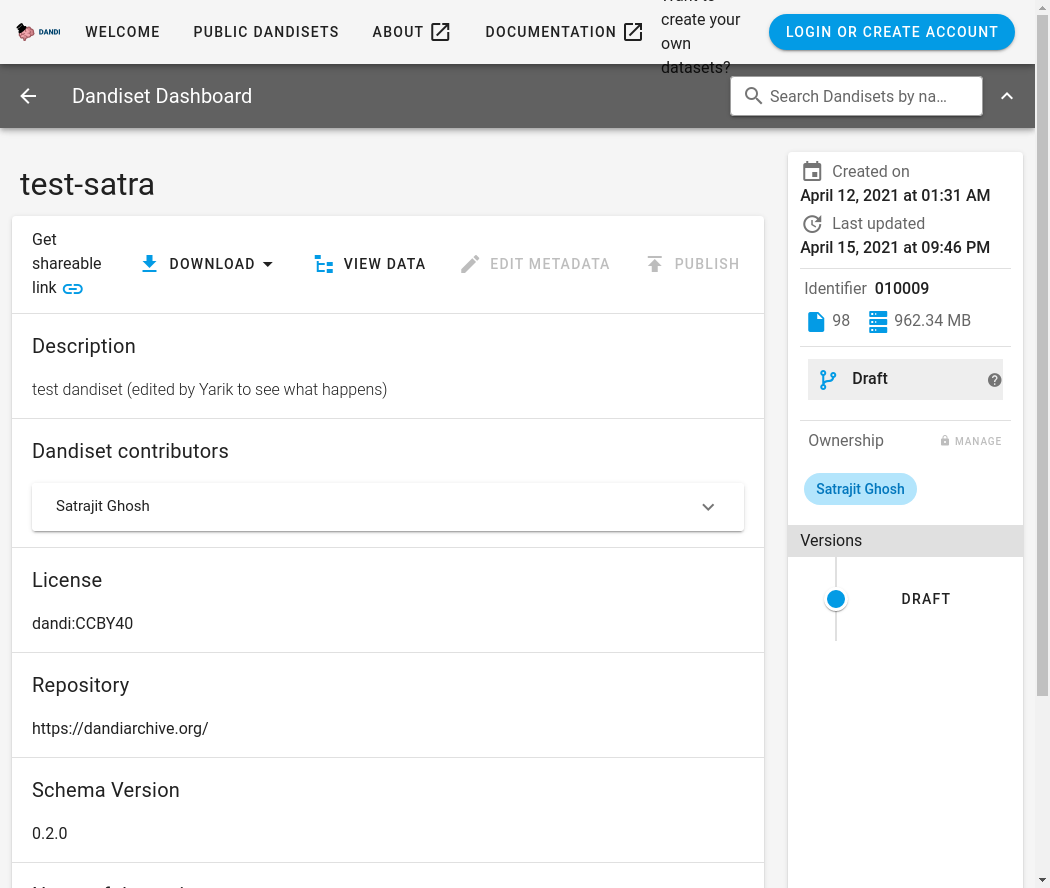 DANDI
WELCOME
PUBLIC DANDISETS
ABOUT
DOCUMENTATION
create your
own
datasets?
LOGIN OR CREATE ACCOUNT
Dandiset Dashboard
Search Dandisets by na…
test-satra
Get
shareable
link
DOWNLOAD
VIEW DATA
EDIT METADATA
PUBLISH
Description
test dandiset (edited by Yarik to see what happens)
Dandiset contributors
Satrajit Ghosh
License
dandi:CCBY40
Repository
https://dandiarchive.org/
Schema Version
0.2.0
Created on
April 12, 2021 at 01:31 AM
Last updated
April 15, 2021 at 09:46 PM
Identifier 010009
98
962.34 MB
Draft
Ownership
MANAGE
Satrajit Ghosh
Versions
DRAFT